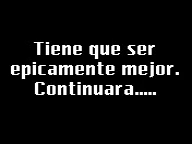 Tiene que ser
epicamente mejor.
Continuara.....